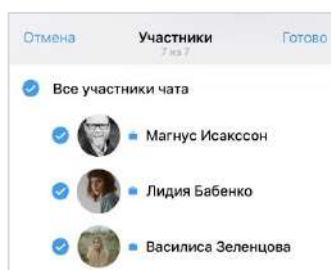 Отмена Участники Готово
7 из 7
Все участники чата
Магнус Исакссон
Лидия Бабенко
Василиса Зеленцова